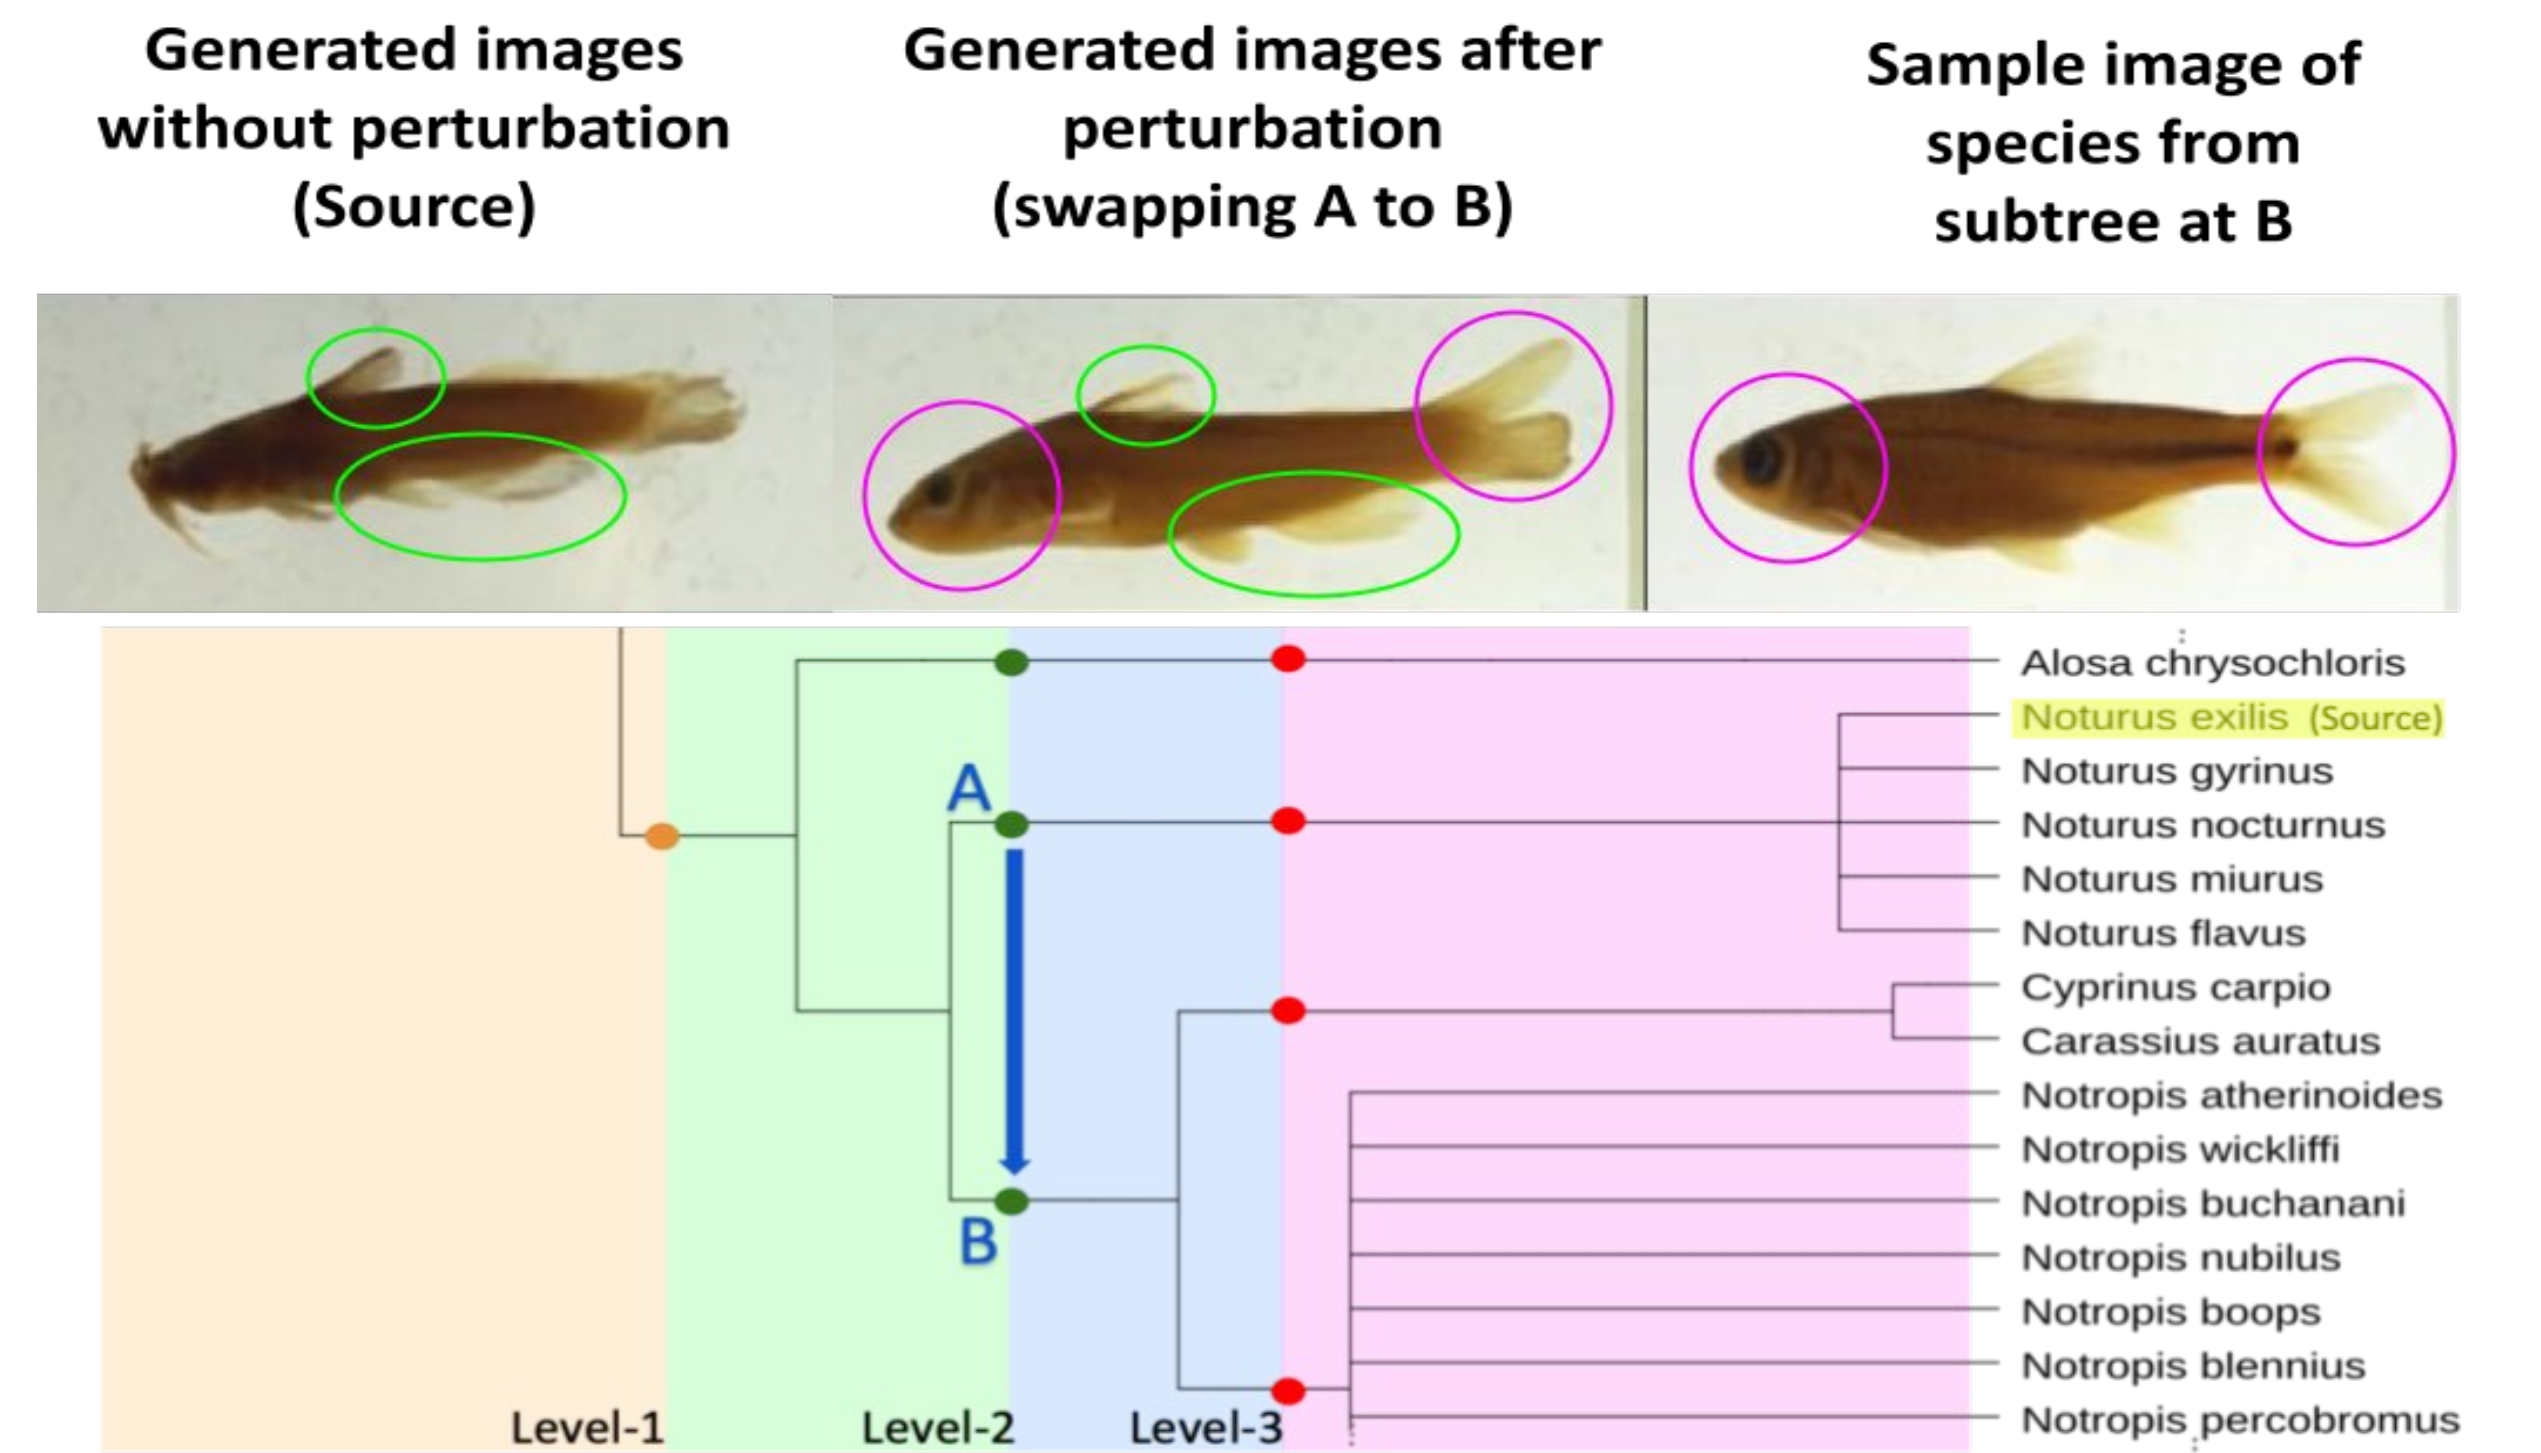 Generated images
without perturbation
(Source)
Generated images after
perturbation
(swapping A to B)
Sample image of
species from
subtree at B
Alosa chrysochloris
Noturus exilis (Source)
Noturus gyrinus
A
Noturus nocturnus
Noturus miurus
Noturus flavus
Cyprinus carpio
Carassius auratus
Notropis atherinoides
Notropis wickliffi
Notropis buchanani
B
Notropis nubilus
Notropis boops
Notropis blennius
Notropis percobromus
Level-1
Level-2
Level-3